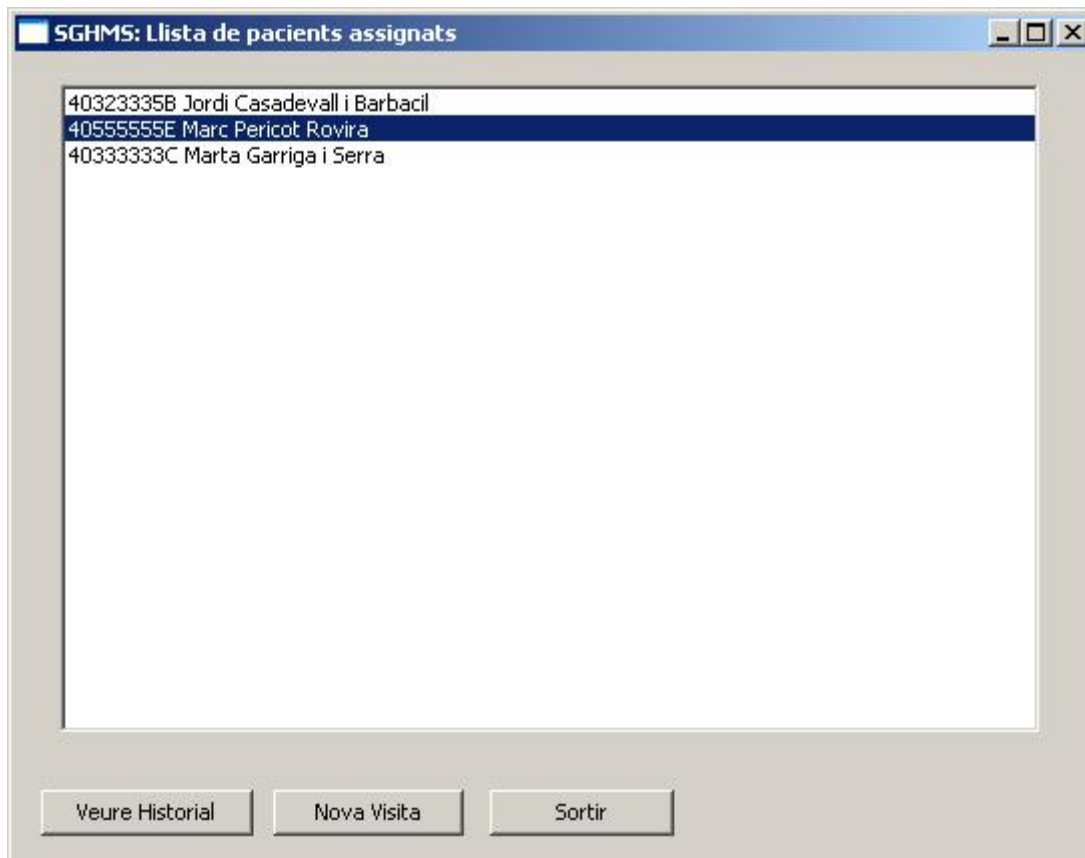 SGHMS: Llista de pacients assignats
40323335B Jordi Casadevall i Barbacil
40555555E Marc Pericot Rovira
40333333C Marta Garriga i Serra
Veure Historial Nova Visita Sortir